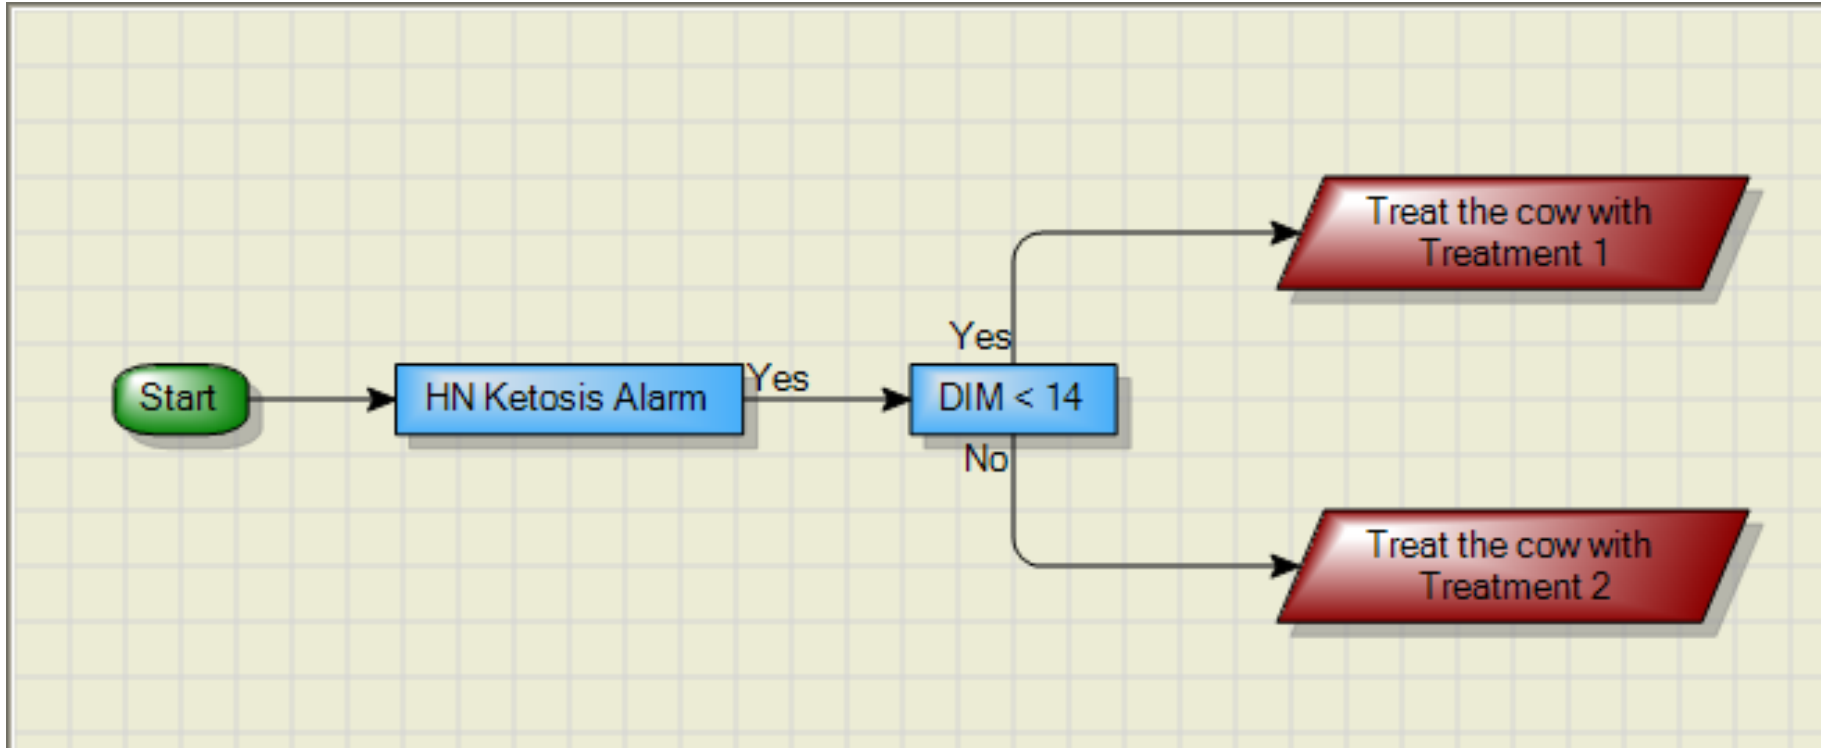 Start
HN Ketosis Alarm
Yes
DIM < 14
Yes
No
Treat the cow with
Treatment 1
Treat the cow with
Treatment 2